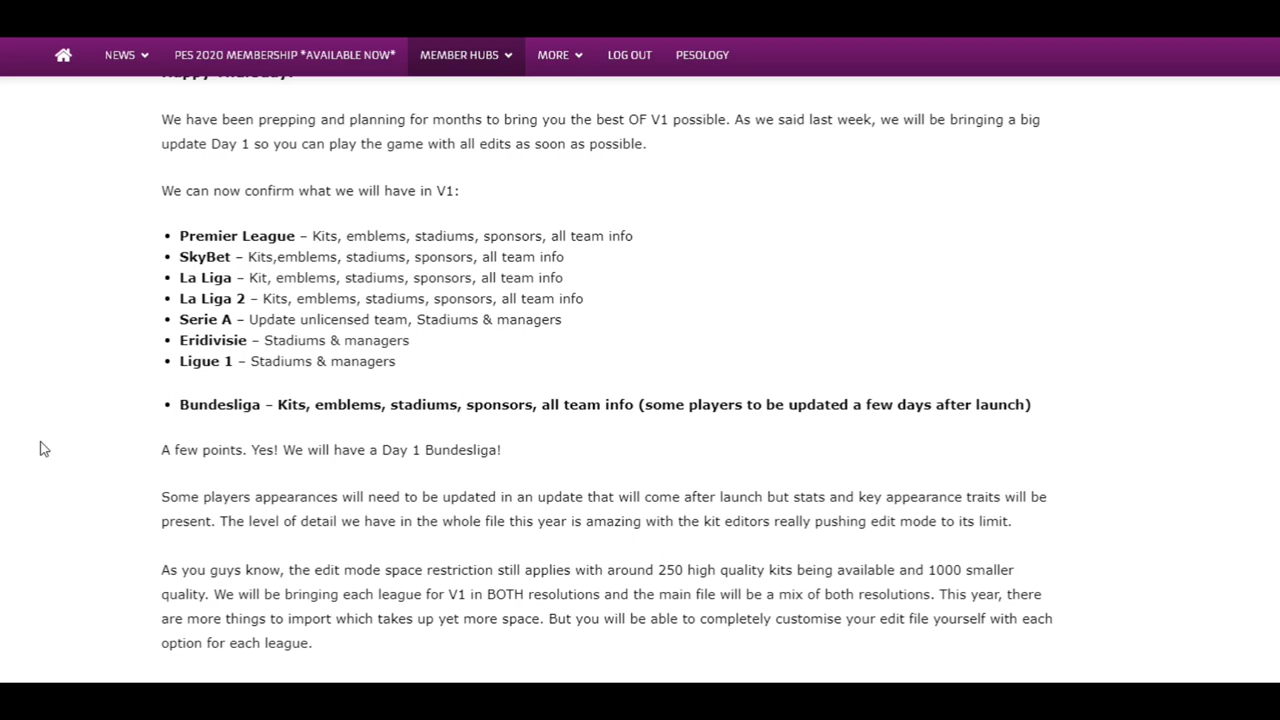 NEWS
PES 2020 MEMBERSHIP *AVAILABLE NOW*
MEMBER HUBS
MORE
LOG OUT
PESOLOGY
Happy Thursday!
We have been prepping and planning for months to bring you the best OF V1 possible. As we said last week, we will be bringing a big
update Day 1 so you can play the game with all edits as soon as possible.
We can now confirm what we will have in V1:
• Premier League – Kits, emblems, stadiums, sponsors, all team info
• SkyBet – Kits,emblems, stadiums, sponsors, all team info
• La Liga – Kit, emblems, stadiums, sponsors, all team info
• La Liga 2 – Kits, emblems, stadiums, sponsors, all team info
• Serie A – Update unlicensed team, Stadiums & managers
• Eridivisie – Stadiums & managers
• Ligue 1 – Stadiums & managers
• Bundesliga – Kits, emblems, stadiums, sponsors, all team info (some players to be updated a few days after launch)
A few points. Yes! We will have a Day 1 Bundesliga!
Some players appearances will need to be updated in an update that will come after launch but stats and key appearance traits will be
present. The level of detail we have in the whole file this year is amazing with the kit editors really pushing edit mode to its limit.
As you guys know, the edit mode space restriction still applies with around 250 high quality kits being available and 1000 smaller
quality. We will be bringing each league for V1 in BOTH resolutions and the main file will be a mix of both resolutions. This year, there
are more things to import which takes up yet more space. But you will be able to completely customise your edit file yourself with each
option for each league.